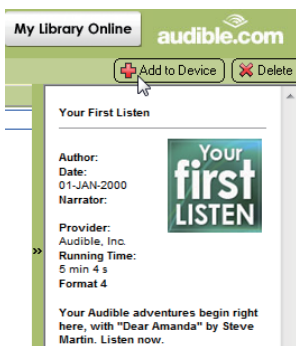 My Library Online
audible.com
Add to Device
Delete
Your First Listen
Author:
Date:
01-JAN-2000
Narrator:
Provider:
Audible, Inc.
Running Time:
5 min 4 s
Format 4
Your
first
LISTEN
»
Your Audible adventures begin right
here, with "Dear Amanda" by Steve
Martin. Listen now.